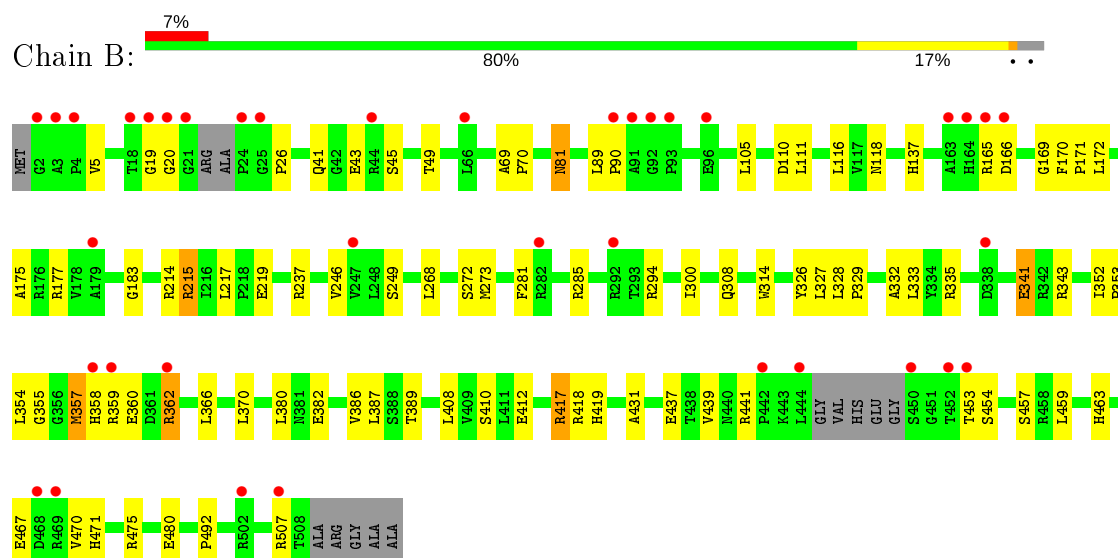 7%
Chain B:
80%
17%
MET G2 A3 P4 V5 T18 G19 G20 G21 ARG ALA P24 G25 P26 Q41 G42 E43 R44 S45 T49 L66 A69 P70 N81 L89 P90 A91 G92 P93 E96 L105 D110 L111 L116 V117 N118 H137 A163 H164 R165 D166 G169 F170 P171 L172
A175 R176 R177 V178 A179 G183 R214 R215 I216 L217 P218 E219 R237 V246 V247 L248 S249 L268 S272 M273 F281 R282 R285 R292 T293 R294 I300 Q308 W314 Y326 L327 L328 P329 A332 L333 Y334 R335 D338 E341 R342 R343 I352 P353
L354 G355 G356 M357 H358 R359 E360 D361 R362 L366 L370 L380 N381 E382 V386 L387 S388 T389 L408 V409 S410 L411 E412 R417 R418 H419 A431 E437 T438 V439 N440 R441 P442 K443 L444 GLY VAL HIS GLU GLY S450 G451 T452 T453 S454 S457 R458 L459 H463
E467 D468 R469 V470 H471 R475 E480 P492 R502 R507 T508 ALA ARG GLY ALA ALA